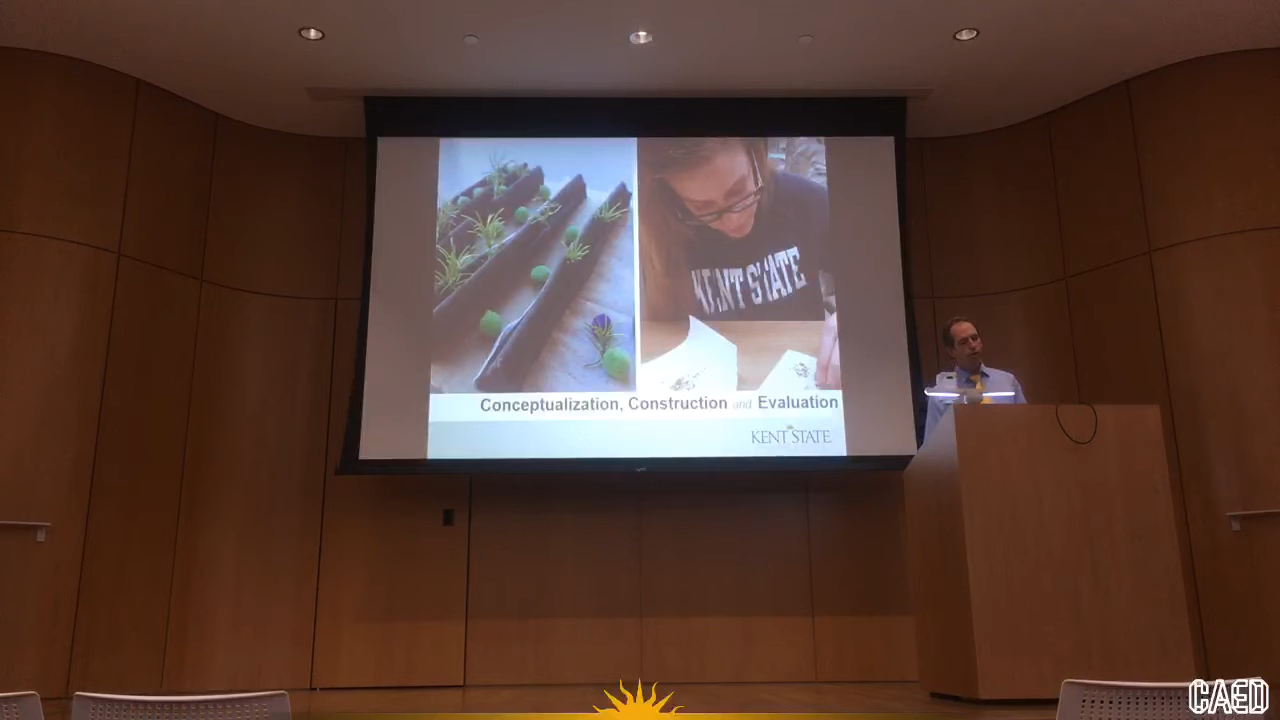 KENT STATE
Conceptualization, Construction and Evaluation
KENT STATE
CAED